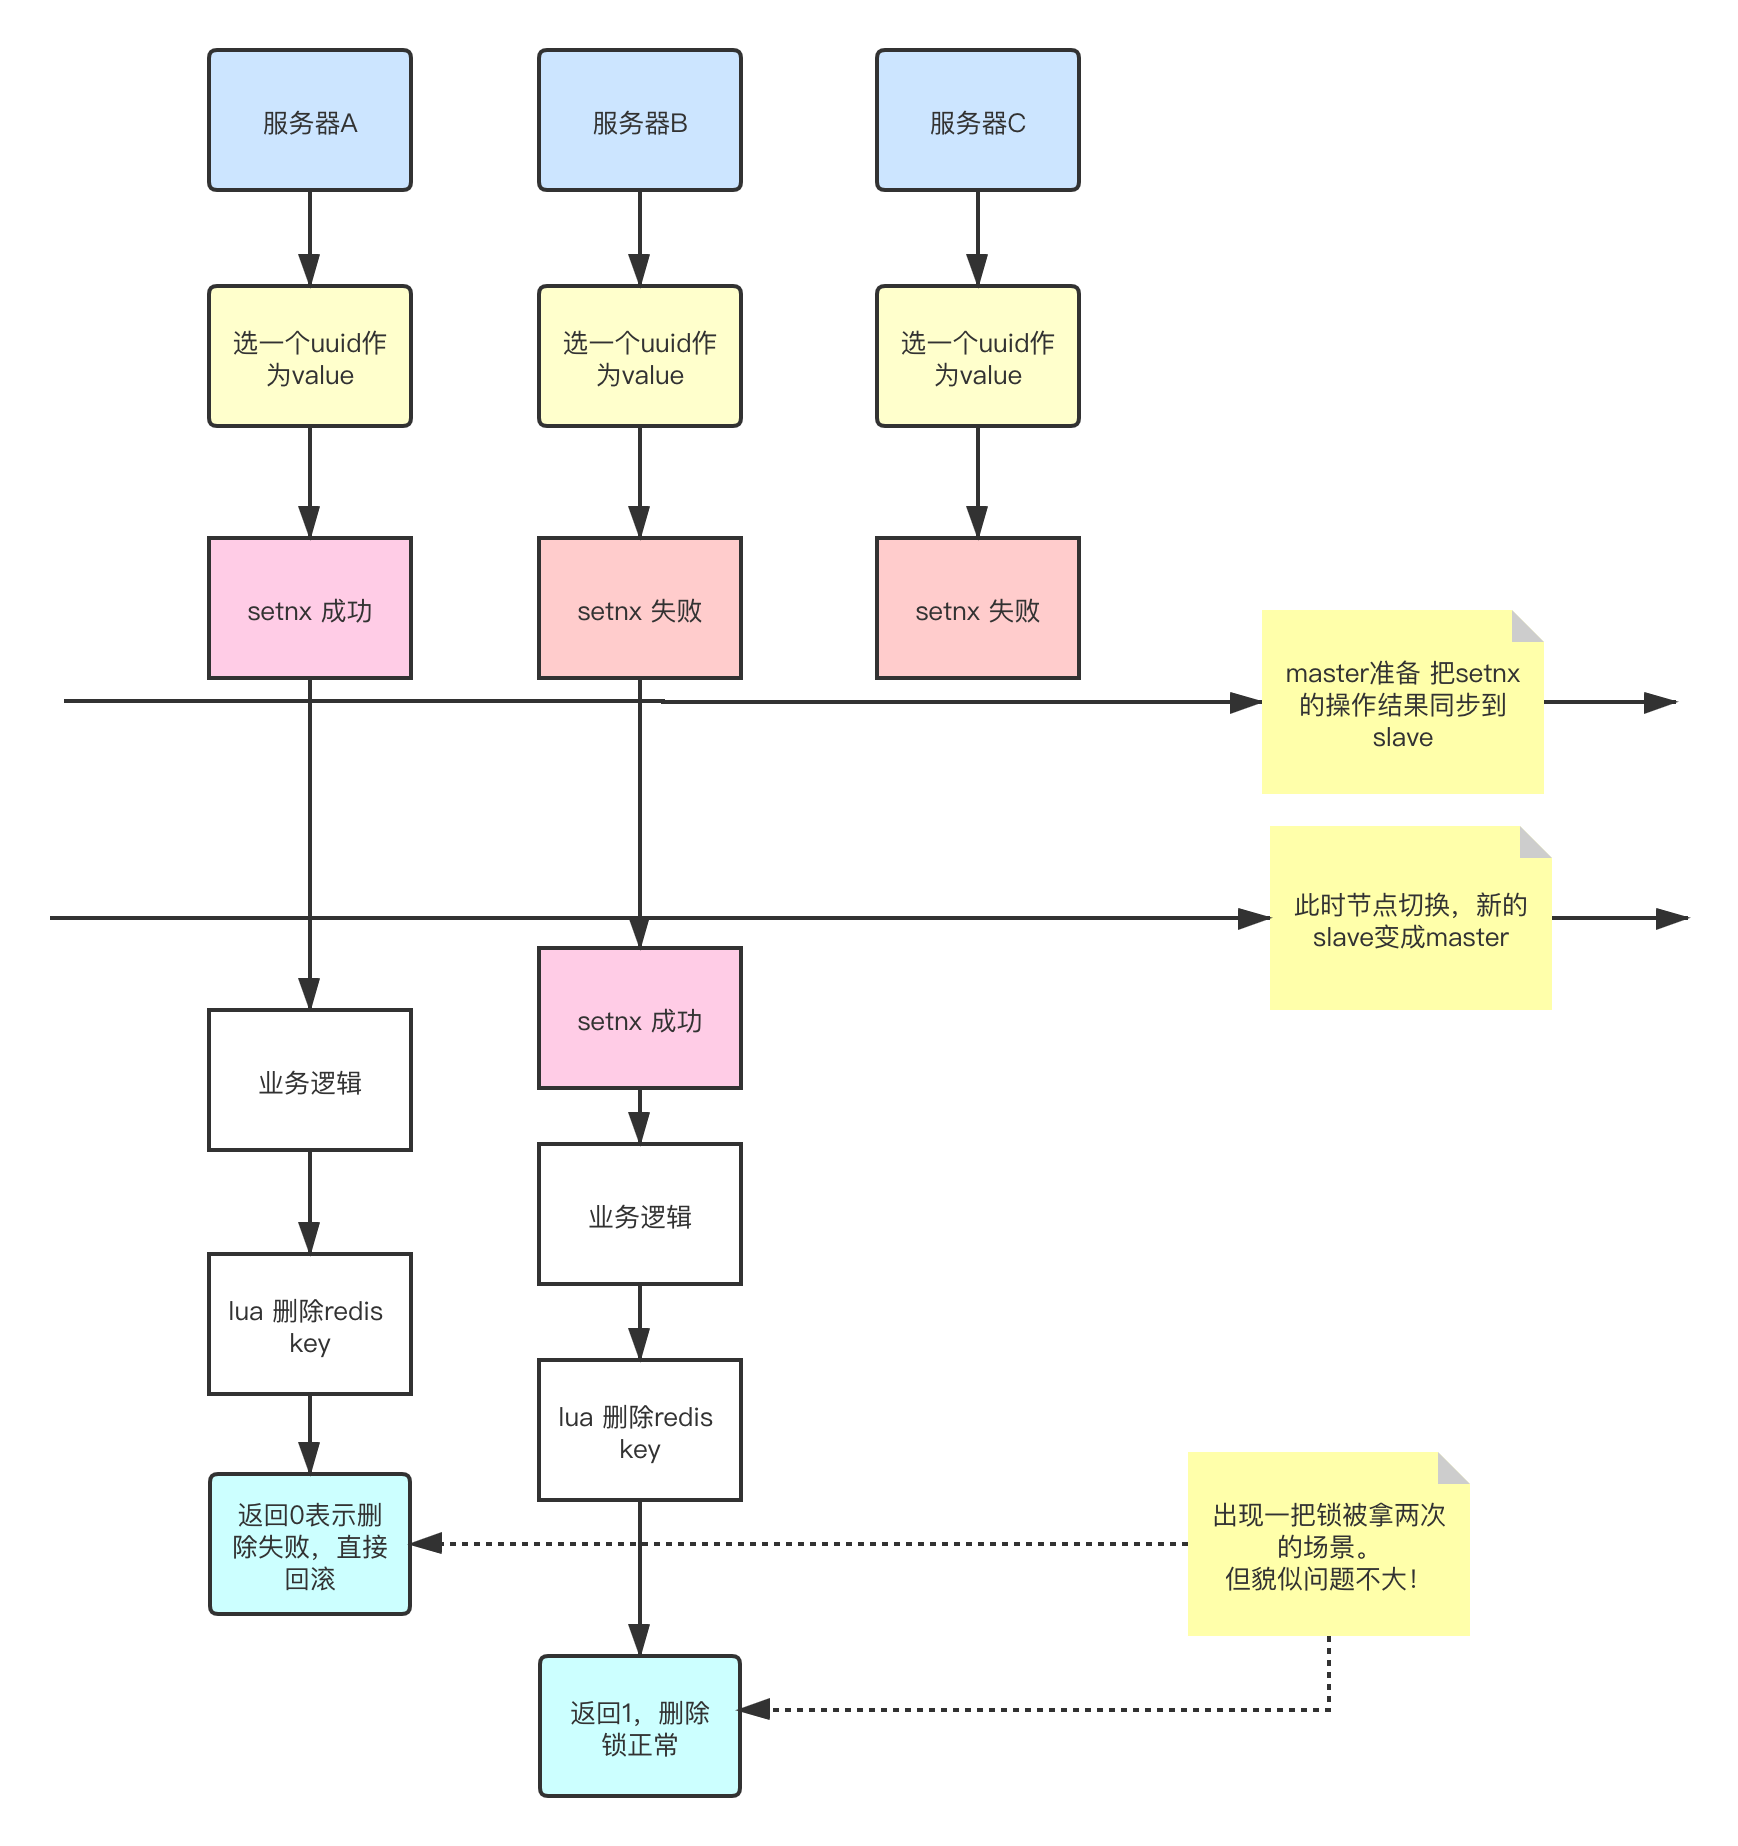 服务器A
服务器B
服务器C
选一个uuid作
为value
选一个uuid作
为value
选一个uuid作
为value
setnx 成功
setnx 失败
setnx 失败
master准备 把setnx
的操作结果同步到
slave
此时节点切换，新的
slave变成master
setnx 成功
业务逻辑
业务逻辑
lua 删除redis
key
lua 删除redis
key
返回0表示删
除失败，直接
回滚
出现一把锁被拿两次
的场景。
但貌似问题不大！
返回1，删除
锁正常